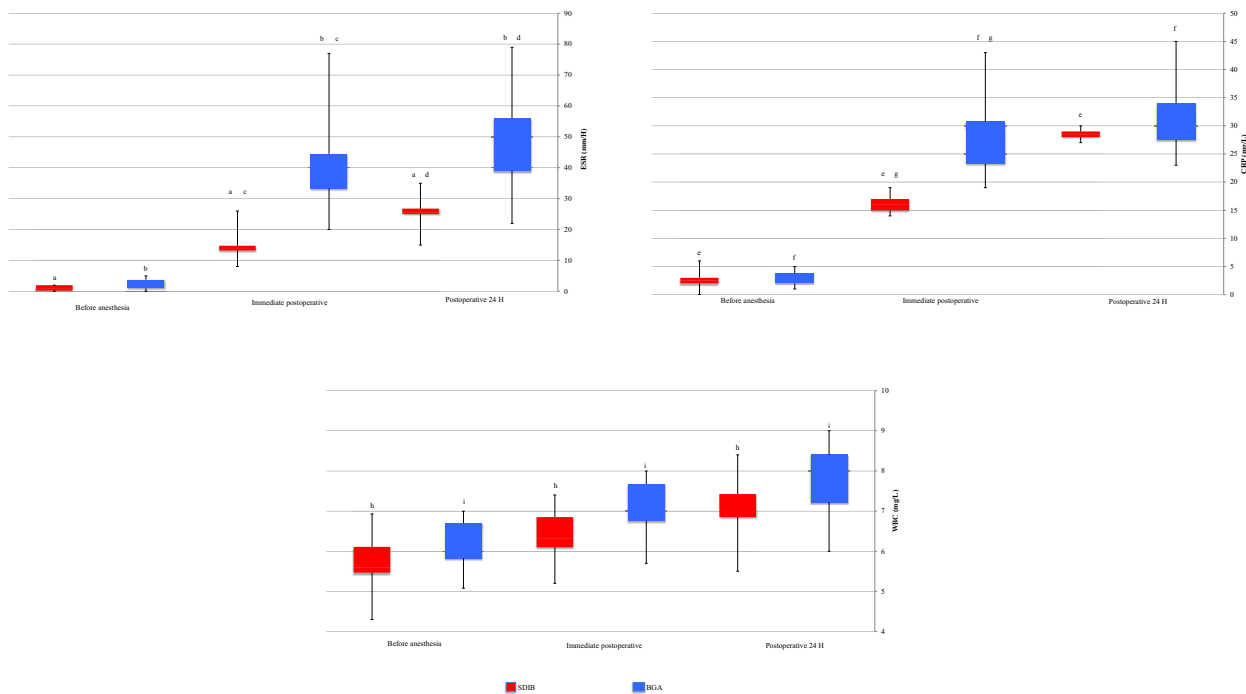 90
80
70
60
50
40
30
20
10
0
ESR (mm/H)
a
b
a c
b c
a d
b d
Before anesthesia
Immediate postoperative
Postoperative 24 H
50
45
40
35
30
25
20
15
10
5
0
CRP (mg/L)
e
f
e g
f g
e
f
Before anesthesia
Immediate postoperative
Postoperative 24 H
10
9
8
7
6
5
4
WBC (mg/L)
h
i
h
i
h
i
Before anesthesia
Immediate postoperative
Postoperative 24 H
SDIB
BGA